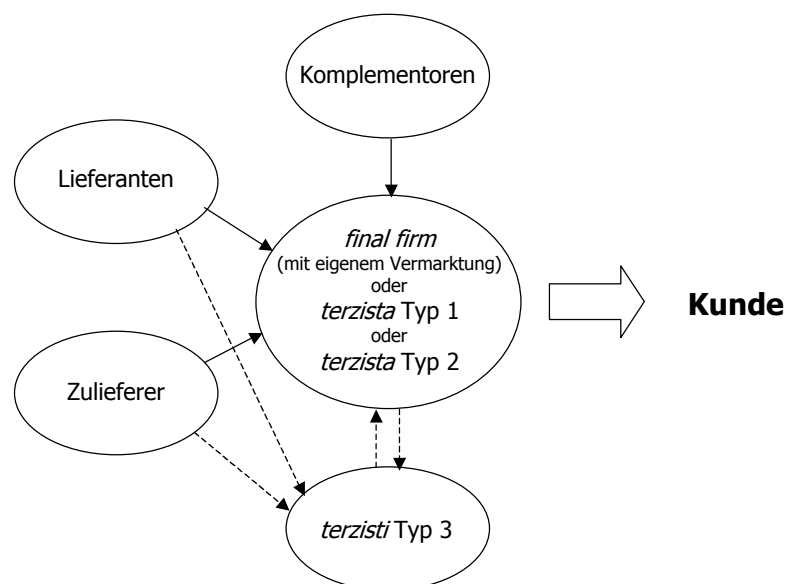 Komplementoren
Lieferanten
final firm
(mit eigenem Vermarktung)
oder
terzista Typ 1
oder
terzista Typ 2
Kunde
Zulieferer
terzisti Typ 3